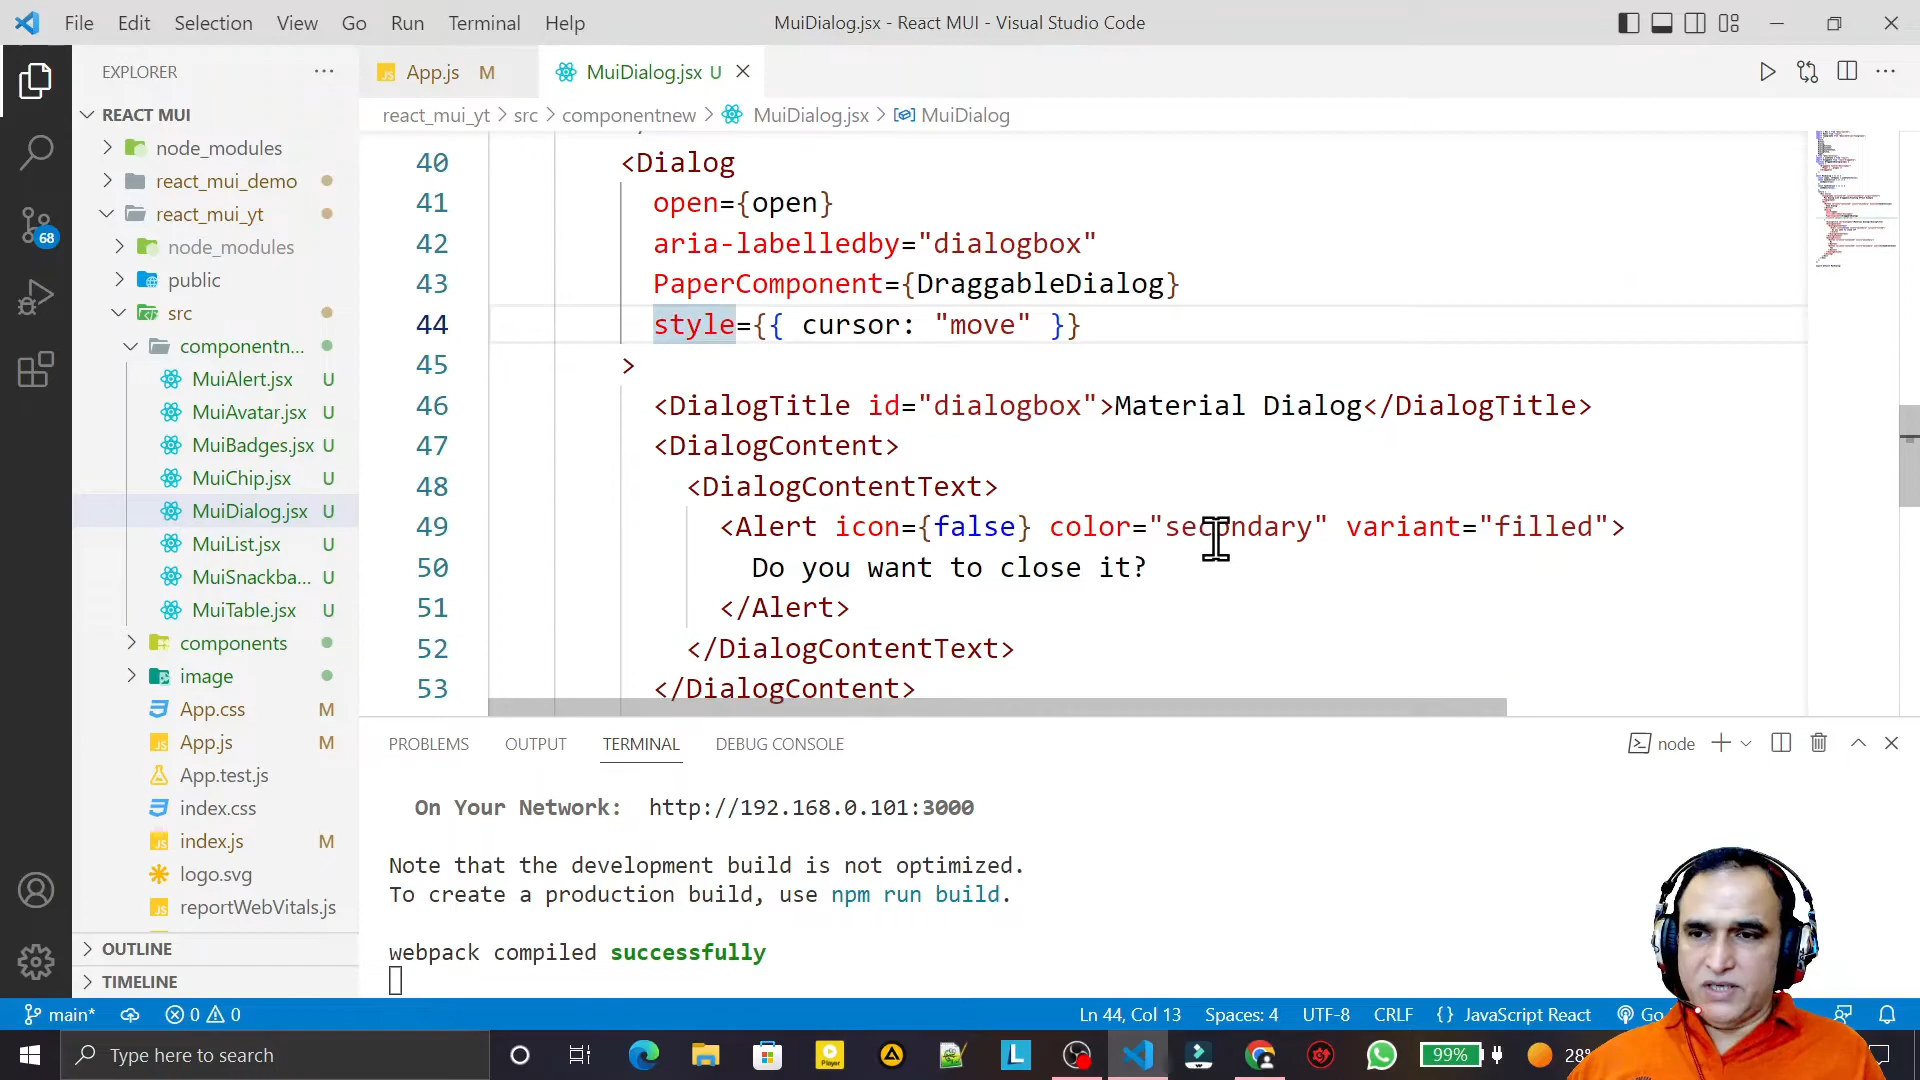 File Edit Selection View Go Run Terminal Help
MuiDialog.jsx - React MUI - Visual Studio Code
EXPLORER
App.js M
MuiDialog.jsx U
react_mui_yt > src > componentnew > MuiDialog.jsx > MuiDialog
REACT MUI
node_modules
react_mui_demo
react_mui_yt
node_modules
public
src
componentn...
MuiAlert.jsx U
MuiAvatar.jsx U
MuiBadges.jsx U
MuiChip.jsx U
MuiDialog.jsx U
MuiList.jsx U
MuiSnackba... U
MuiTable.jsx U
components
image
App.css M
App.js M
App.test.js
index.css
index.js M
logo.svg
reportWebVitals.js
OUTLINE
TIMELINE
68
40 <Dialog
41 open={open}
42 aria-labelledby="dialogbox"
43 PaperComponent={DraggableDialog}
44 style={{ cursor: "move" }}
45 >
46 <DialogTitle id="dialogbox">Material Dialog</DialogTitle>
47 <DialogContent>
48 <DialogContentText>
49 <Alert icon={false} color="secondary" variant="filled">
50 Do you want to close it?
51 </Alert>
52 </DialogContentText>
53 </DialogContent>
PROBLEMS OUTPUT TERMINAL DEBUG CONSOLE
node
On Your Network: http://192.168.0.101:3000
Note that the development build is not optimized.
To create a production build, use npm run build.
webpack compiled successfully
main* 0 0 Ln 44, Col 13 Spaces: 4 UTF-8 CRLF {} JavaScript React Go
Type here to search
Player
L
99%
28°